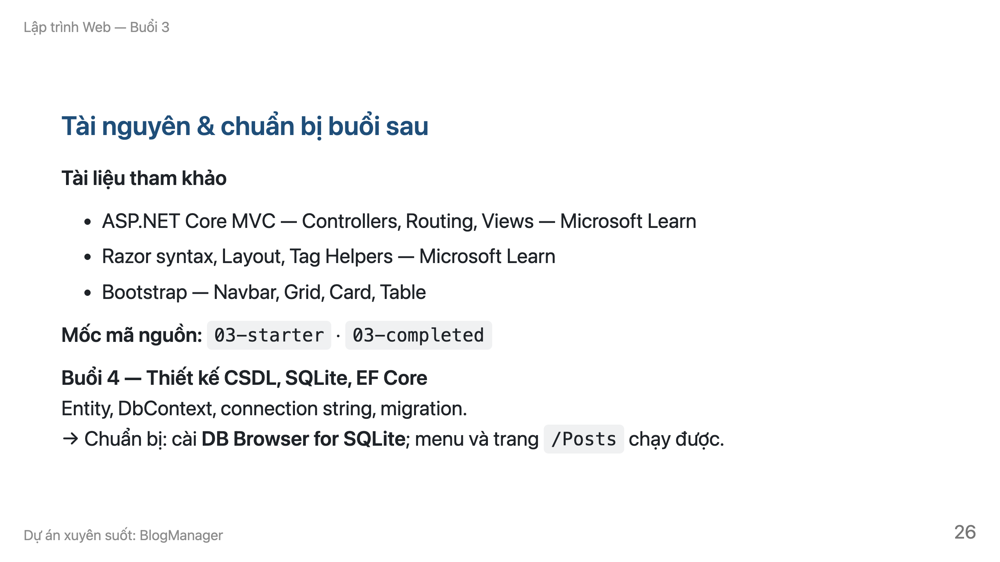 Lập trình Web — Buổi 3
Tài nguyên & chuẩn bị buổi sau
Tài liệu tham khảo
• ASP.NET Core MVC — Controllers, Routing, Views — Microsoft Learn
• Razor syntax, Layout, Tag Helpers — Microsoft Learn
• Bootstrap — Navbar, Grid, Card, Table
Mốc mã nguồn: 03-starter · 03-completed
Buổi 4 — Thiết kế CSDL, SQLite, EF Core
Entity, DbContext, connection string, migration.
→ Chuẩn bị: cài DB Browser for SQLite; menu và trang /Posts chạy được.
Dự án xuyên suốt: BlogManager
26